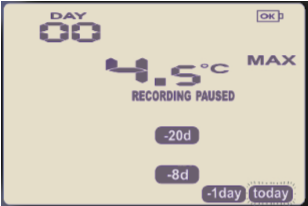 DAY OK
00
4.5°C MAX
RECORDING PAUSED
-20d
-8d
-1day today